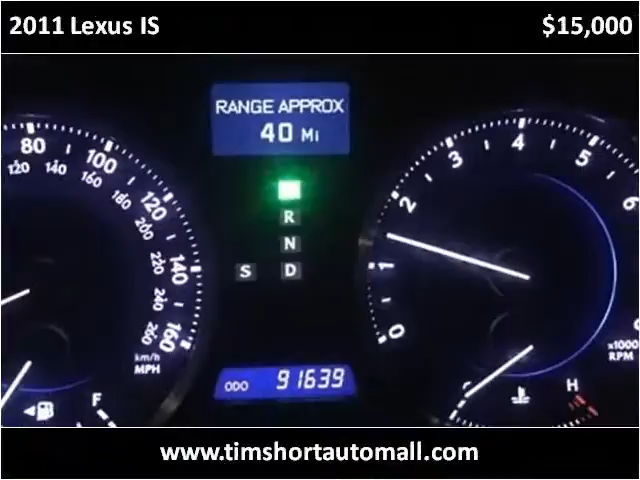 2011 Lexus IS $15,000
RANGE APPROX
40 Mi
80 100 120 140 160
120 140 160 180 200 220 240 260
km/h
MPH
R
N
S D
0 1 2 3 4 5 6
x1000
RPM
ODO 91639
F
H
www.timshortautomall.com